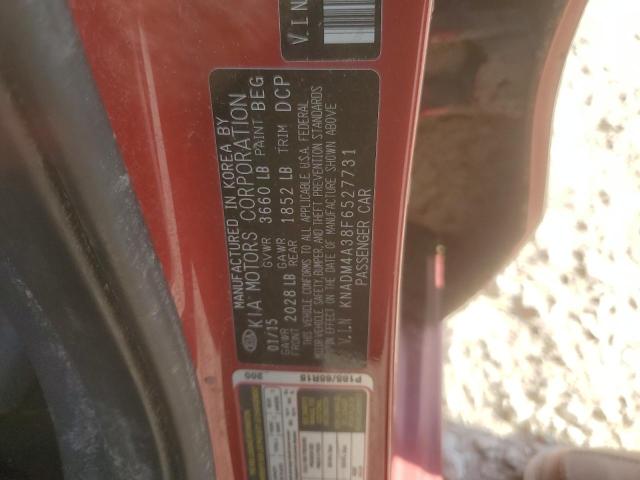 MANUFACTURED IN KOREA BY
KIA MOTORS CORPORATION
01/15 GVWR 3660 LB PAINT BEG
GAWR FRONT 2028 LB GAWR REAR 1852 LB TRIM DCP
THIS VEHICLE CONFORMS TO ALL APPLICABLE U.S.A. FEDERAL
MOTOR VEHICLE SAFETY, BUMPER, AND THEFT PREVENTION STANDARDS
IN EFFECT ON THE DATE OF MANUFACTURE SHOWN ABOVE
V.I.N KNADM4A38F6527731
PASSENGER CAR
V.I.N
P185/65R15